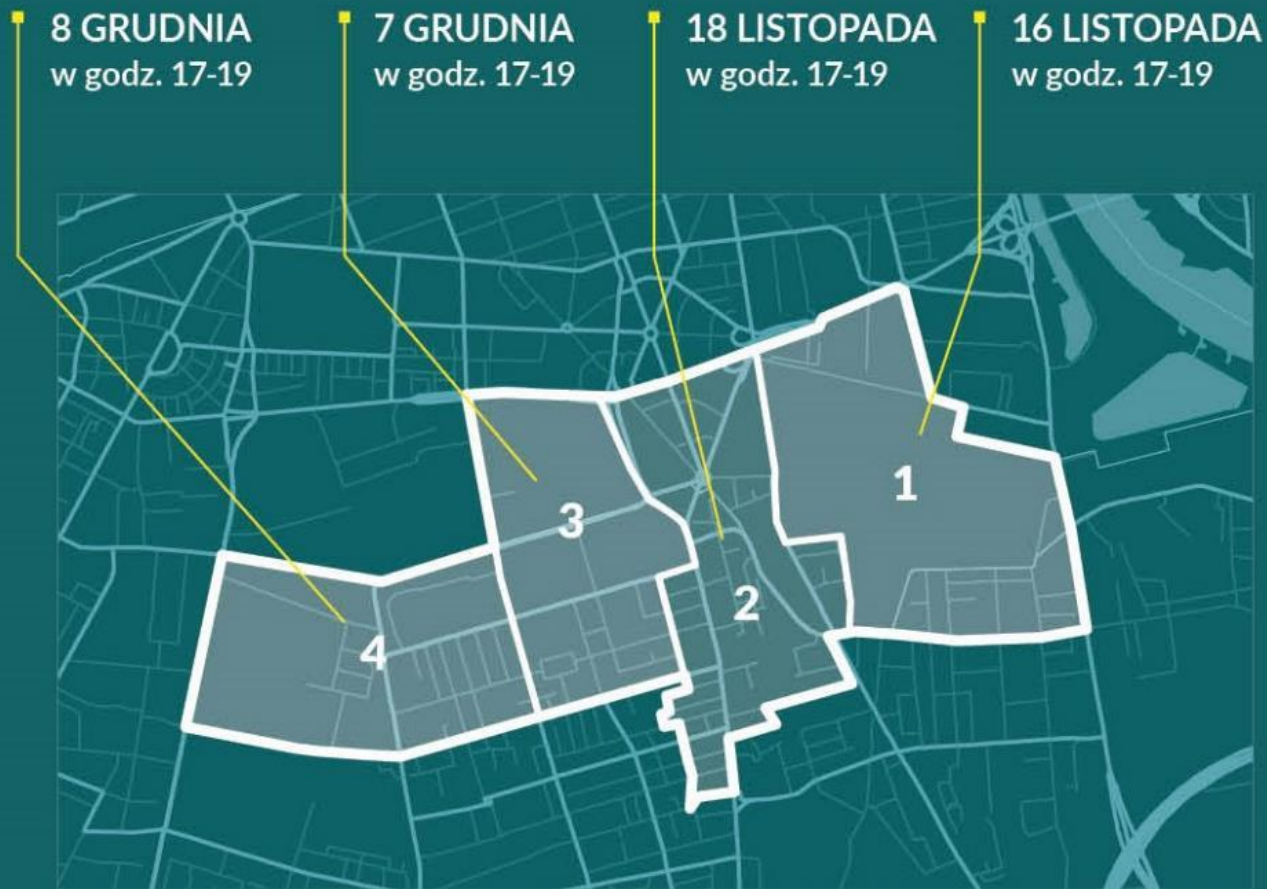 8 GRUDNIA
w godz. 17-19
7 GRUDNIA
w godz. 17-19
18 LISTOPADA
w godz. 17-19
16 LISTOPADA
w godz. 17-19
1
3
2
4